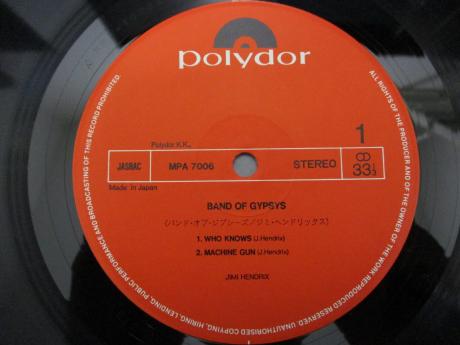 polydor
Polydor K.K.
1
JASRAC
MPA 7006
STEREO
33⅓
Made in Japan
BAND OF GYPSYS
(バンド・オブ・ジプシーズ/ジミ・ヘンドリックス)
1. WHO KNOWS (J.Hendrix)
2. MACHINE GUN (J.Hendrix)
JIMI HENDRIX
ALL RIGHTS OF THE PRODUCER AND OF THE OWNER OF THE WORK REPRODUCED RESERVED. UNAUTHORISED COPYING, HIRING, LENDING, PUBLIC PERFORMANCE AND BROADCASTING OF THIS RECORD PROHIBITED.